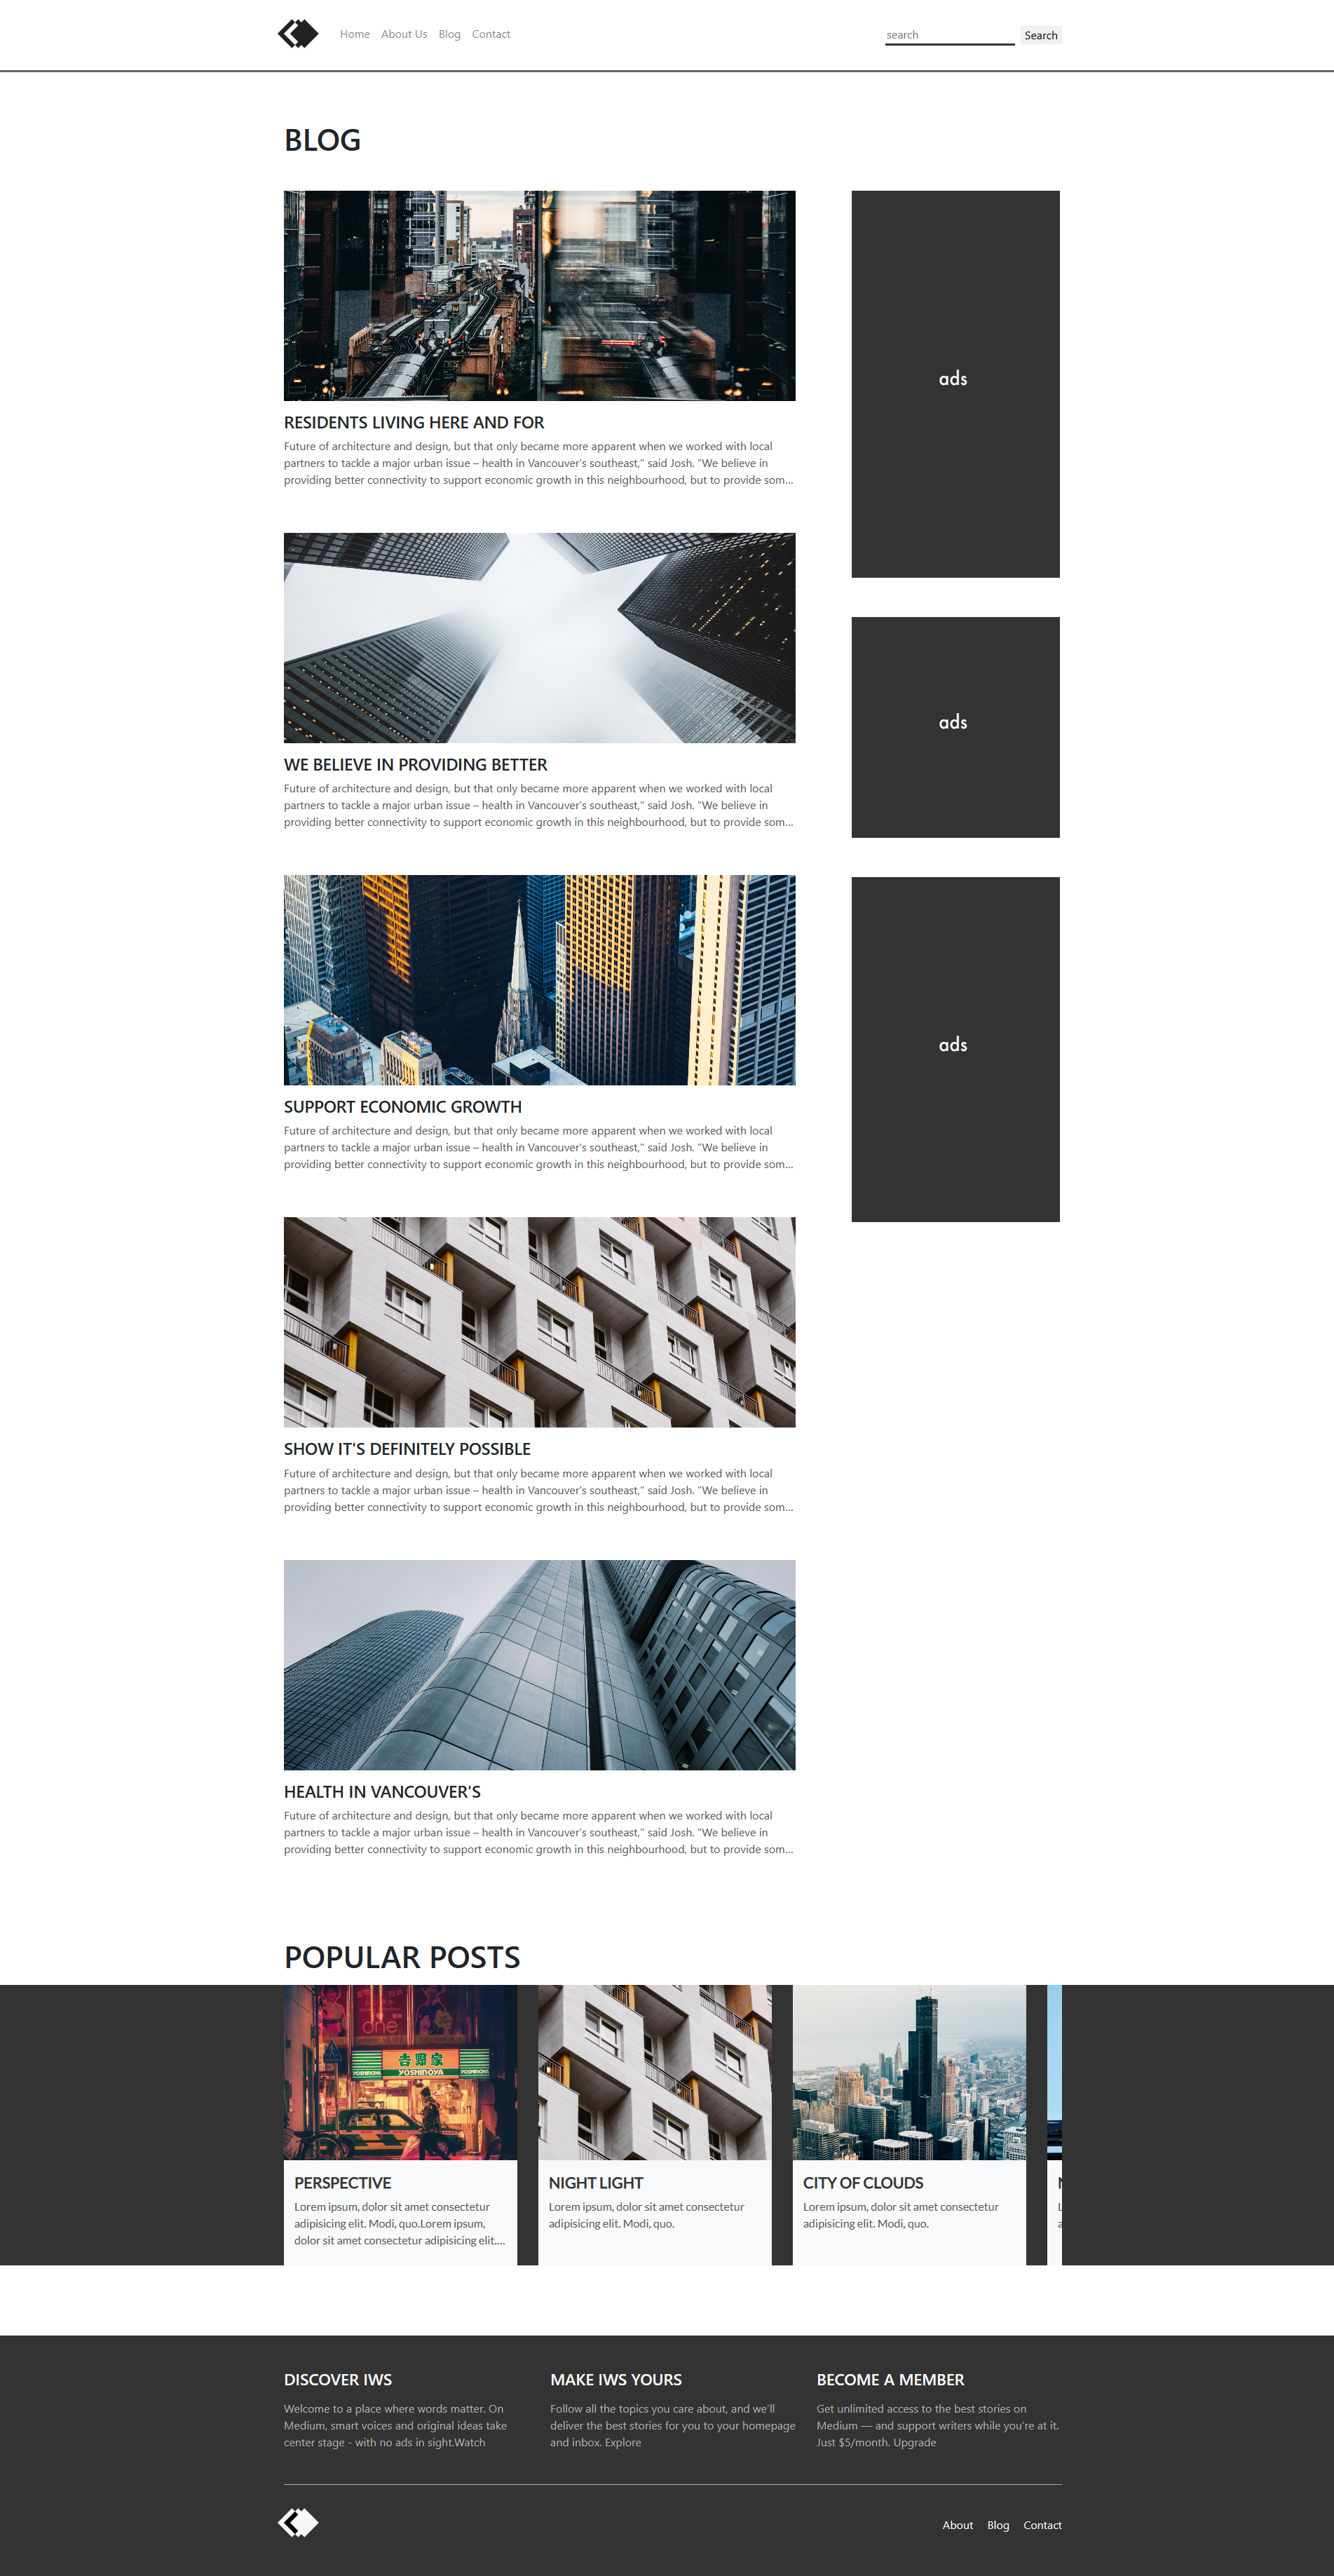 Home About Us Blog Contact
search Search
BLOG
ads
RESIDENTS LIVING HERE AND FOR
Future of architecture and design, but that only became more apparent when we worked with local
partners to tackle a major urban issue – health in Vancouver's southeast," said Josh. "We believe in
providing better connectivity to support economic growth in this neighbourhood, but to provide som...
ads
WE BELIEVE IN PROVIDING BETTER
Future of architecture and design, but that only became more apparent when we worked with local
partners to tackle a major urban issue – health in Vancouver's southeast," said Josh. "We believe in
providing better connectivity to support economic growth in this neighbourhood, but to provide som...
ads
SUPPORT ECONOMIC GROWTH
Future of architecture and design, but that only became more apparent when we worked with local
partners to tackle a major urban issue – health in Vancouver's southeast," said Josh. "We believe in
providing better connectivity to support economic growth in this neighbourhood, but to provide som...
SHOW IT'S DEFINITELY POSSIBLE
Future of architecture and design, but that only became more apparent when we worked with local
partners to tackle a major urban issue – health in Vancouver's southeast," said Josh. "We believe in
providing better connectivity to support economic growth in this neighbourhood, but to provide som...
HEALTH IN VANCOUVER'S
Future of architecture and design, but that only became more apparent when we worked with local
partners to tackle a major urban issue – health in Vancouver's southeast," said Josh. "We believe in
providing better connectivity to support economic growth in this neighbourhood, but to provide som...
POPULAR POSTS
one
吉野家
YOSHINOYA YOSHINOYA YOSHINOYA
PERSPECTIVE
Lorem ipsum, dolor sit amet consectetur
adipisicing elit. Modi, quo.Lorem ipsum,
dolor sit amet consectetur adipisicing elit....
NIGHT LIGHT
Lorem ipsum, dolor sit amet consectetur
adipisicing elit. Modi, quo.
CITY OF CLOUDS
Lorem ipsum, dolor sit amet consectetur
adipisicing elit. Modi, quo.
DISCOVER IWS
Welcome to a place where words matter. On
Medium, smart voices and original ideas take
center stage - with no ads in sight.Watch
MAKE IWS YOURS
Follow all the topics you care about, and we'll
deliver the best stories for you to your homepage
and inbox. Explore
BECOME A MEMBER
Get unlimited access to the best stories on
Medium — and support writers while you're at it.
Just $5/month. Upgrade
About Blog Contact